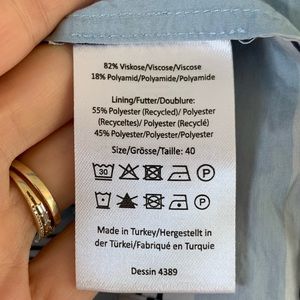 82% Viskose/Viscose/Viscose
18% Polyamid/Polyamide/Polyamide
Lining/Futter/Doublure:
55% Polyester (Recycled)/
Polyester (Recyceltes)/ Polyester (Recyclé)
45% Polyester/Polyester/Polyester
Size/Grösse/Taille: 40
30 P
P
Made in Turkey/Hergestellt in
der Türkei/Fabriqué en Turquie
Dessin 4389